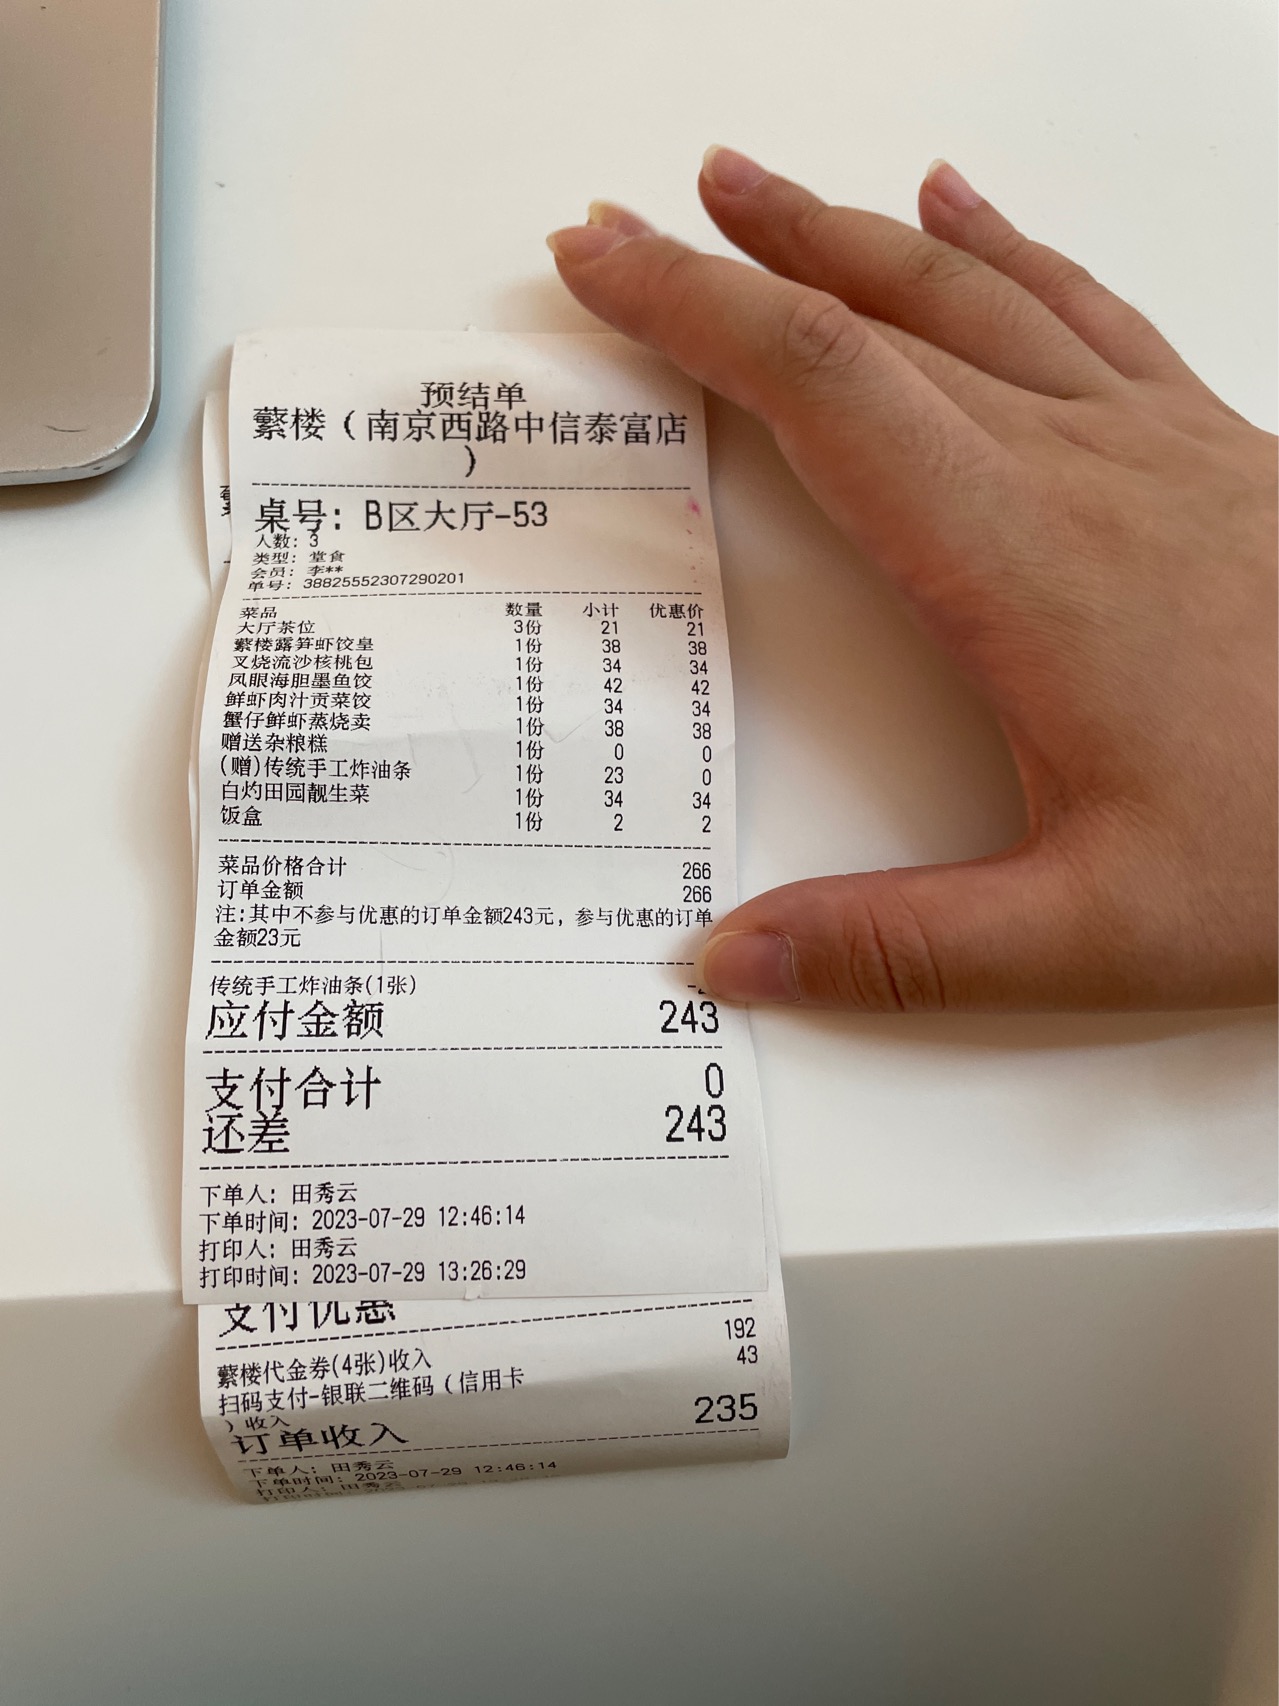 预结单
蘩楼（南京西路中信泰富店
）
桌号: B区大厅-53
人数: 3
类型: 堂食
会员: 李**
单号: 38825552307290201
菜品 数量 小计 优惠价
大厅茶位 3份 21 21
蘩楼露笋虾饺皇 1份 38 38
叉烧流沙核桃包 1份 34 34
凤眼海胆墨鱼饺 1份 42 42
鲜虾肉汁贡菜饺 1份 34 34
蟹仔鲜虾蒸烧卖 1份 38 38
赠送杂粮糕 1份 0 0
(赠)传统手工炸油条 1份 23 0
白灼田园靓生菜 1份 34 34
饭盒 1份 2 2
菜品价格合计 266
订单金额 266
注:其中不参与优惠的订单金额243元, 参与优惠的订单
金额23元
传统手工炸油条(1张)
应付金额 243
支付合计 0
还差 243
下单人: 田秀云
下单时间: 2023-07-29 12:46:14
打印人: 田秀云
打印时间: 2023-07-29 13:26:29
支付优惠
蘩楼代金券(4张)收入 192
扫码支付-银联二维码（信用卡 43
）收入
订单收入 235
下单人: 田秀云
下单时间: 2023-07-29 12:46:14
打印人: 田秀云